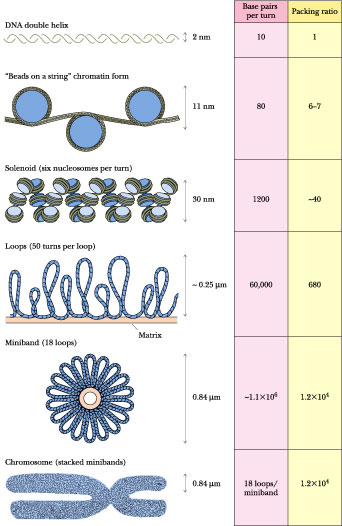 Base pairs
per turn
Packing ratio
DNA double helix
2 nm
10
1
“Beads on a string” chromatin form
11 nm
80
6–7
Solenoid (six nucleosomes per turn)
30 nm
1200
~40
Loops (50 turns per loop)
~ 0.25 μm
60,000
680
Matrix
Miniband (18 loops)
0.84 μm
~1.1×10⁶
1.2×10⁴
Chromosome (stacked minibands)
0.84 μm
18 loops/
miniband
1.2×10⁴